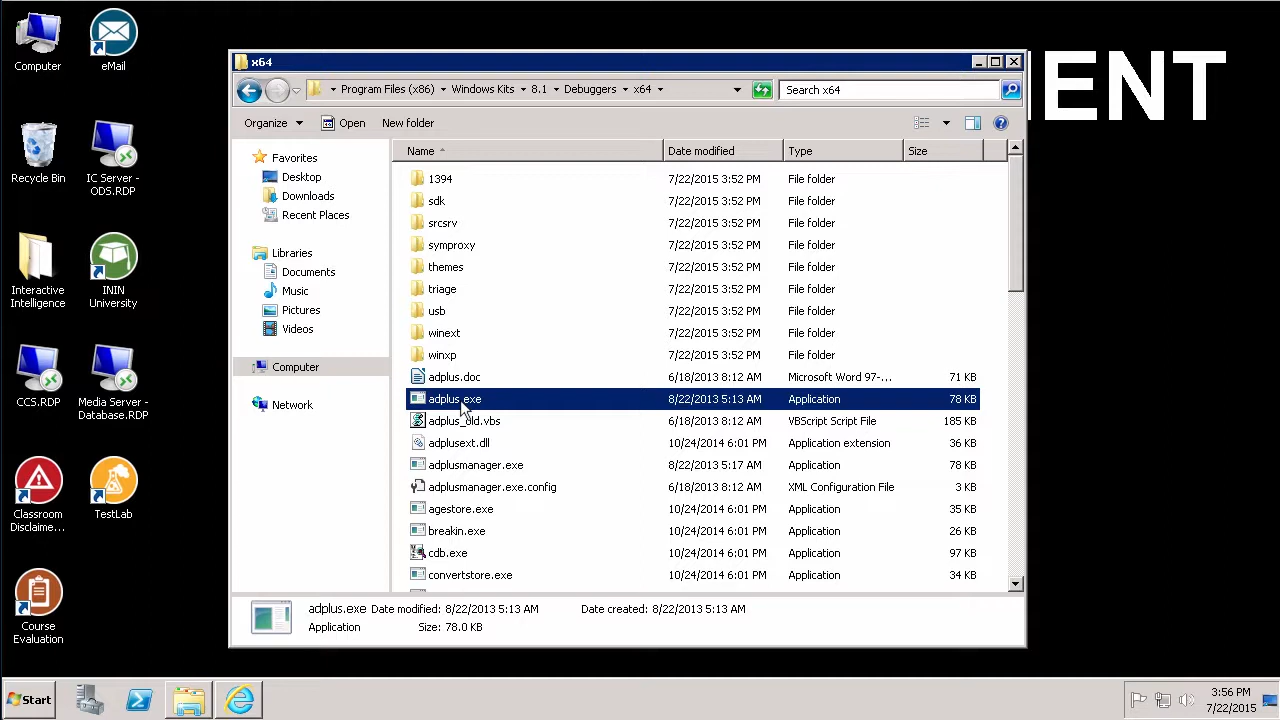 Computer
eMail
Recycle Bin
IC Server -
ODS.RDP
Interactive
Intelligence
ININ
University
CCS.RDP
Media Server -
Database.RDP
Classroom
Disclaime...
TestLab
Course
Evaluation
ENT
x64
Program Files (x86) Windows Kits 8.1 Debuggers x64
Search x64
Organize Open New folder
Favorites
Desktop
Downloads
Recent Places
Libraries
Documents
Music
Pictures
Videos
Computer
Network
Name Date modified Type Size
1394 7/22/2015 3:52 PM File folder
sdk 7/22/2015 3:52 PM File folder
srcsrv 7/22/2015 3:52 PM File folder
symproxy 7/22/2015 3:52 PM File folder
themes 7/22/2015 3:52 PM File folder
triage 7/22/2015 3:52 PM File folder
usb 7/22/2015 3:52 PM File folder
winext 7/22/2015 3:52 PM File folder
winxp 7/22/2015 3:52 PM File folder
adplus.doc 6/18/2013 8:12 AM Microsoft Word 97-... 71 KB
adplus.exe 8/22/2013 5:13 AM Application 78 KB
adplus_old.vbs 6/18/2013 8:12 AM VBScript Script File 185 KB
adplusext.dll 10/24/2014 6:01 PM Application extension 36 KB
adplusmanager.exe 8/22/2013 5:17 AM Application 78 KB
adplusmanager.exe.config 6/18/2013 8:12 AM XML Configuration File 3 KB
agestore.exe 10/24/2014 6:01 PM Application 35 KB
breakin.exe 10/24/2014 6:01 PM Application 26 KB
cdb.exe 10/24/2014 6:01 PM Application 97 KB
convertstore.exe 10/24/2014 6:01 PM Application 34 KB
adplus.exe Date modified: 8/22/2013 5:13 AM Date created: 8/22/2013 5:13 AM
Application Size: 78.0 KB
Start
3:56 PM
7/22/2015